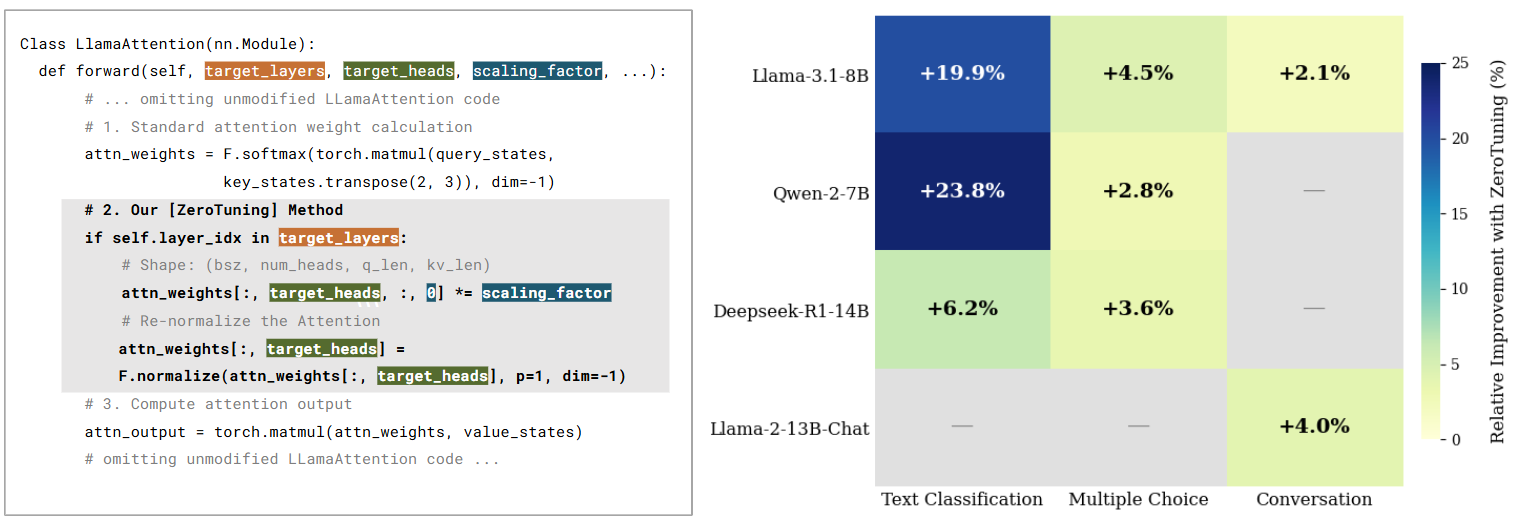 Class LlamaAttention(nn.Module):
def forward(self, target_layers, target_heads, scaling_factor, ...):
# ... omitting unmodified LLamaAttention code
# 1. Standard attention weight calculation
attn_weights = F.softmax(torch.matmul(query_states,
key_states.transpose(2, 3)), dim=-1)
# 2. Our [ZeroTuning] Method
if self.layer_idx in target_layers:
# Shape: (bsz, num_heads, q_len, kv_len)
attn_weights[:, target_heads, :, 0] *= scaling_factor
# Re-normalize the Attention
attn_weights[:, target_heads] =
F.normalize(attn_weights[:, target_heads], p=1, dim=-1)
# 3. Compute attention output
attn_output = torch.matmul(attn_weights, value_states)
# omitting unmodified LLamaAttention code ...
Llama-3.1-8B +19.9% +4.5% +2.1%
Qwen-2-7B +23.8% +2.8% —
Deepseek-R1-14B +6.2% +3.6% —
Llama-2-13B-Chat — — +4.0%
Text Classification Multiple Choice Conversation
25
20
15
10
5
0
Relative Improvement with ZeroTuning (%)